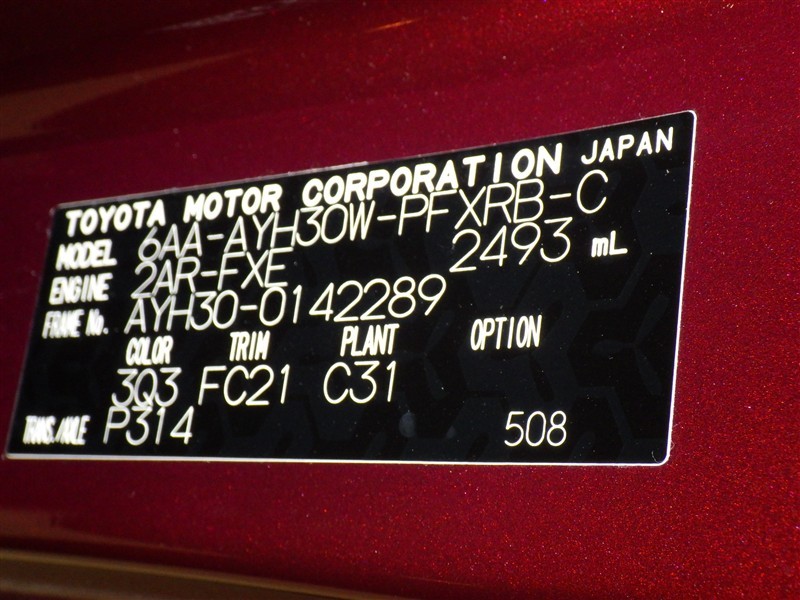 TOYOTA MOTOR CORPORATION JAPAN
MODEL 6AA-AYH30W-PFXRB-C
ENGINE 2AR-FXE 2493 mL
FRAME No. AYH30-0142289
COLOR TRIM PLANT OPTION
3Q3 FC21 C31
TRANS./AXLE P314 508